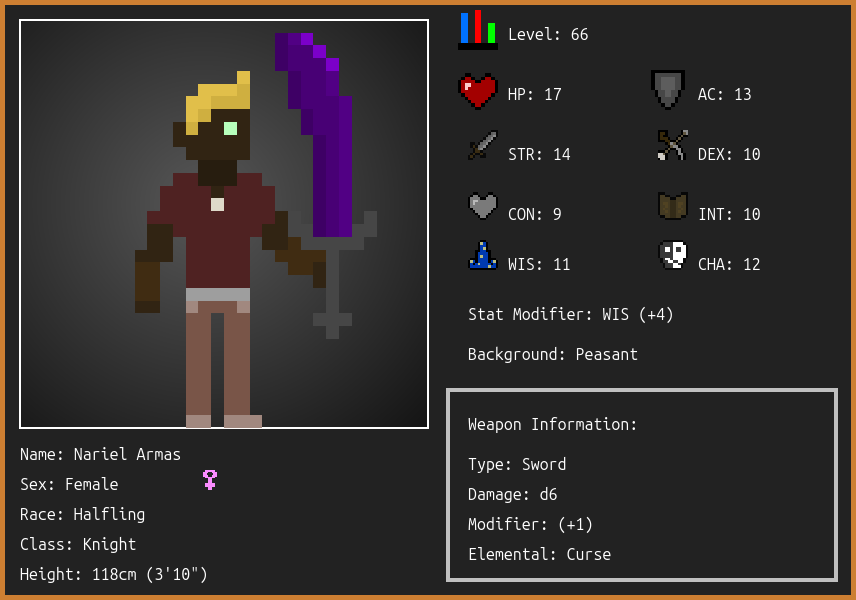 Level: 66
HP: 17
AC: 13
STR: 14
DEX: 10
CON: 9
INT: 10
WIS: 11
CHA: 12
Stat Modifier: WIS (+4)
Background: Peasant
Weapon Information:
Type: Sword
Damage: d6
Modifier: (+1)
Elemental: Curse
Name: Nariel Armas
Sex: Female
Race: Halfling
Class: Knight
Height: 118cm (3'10")